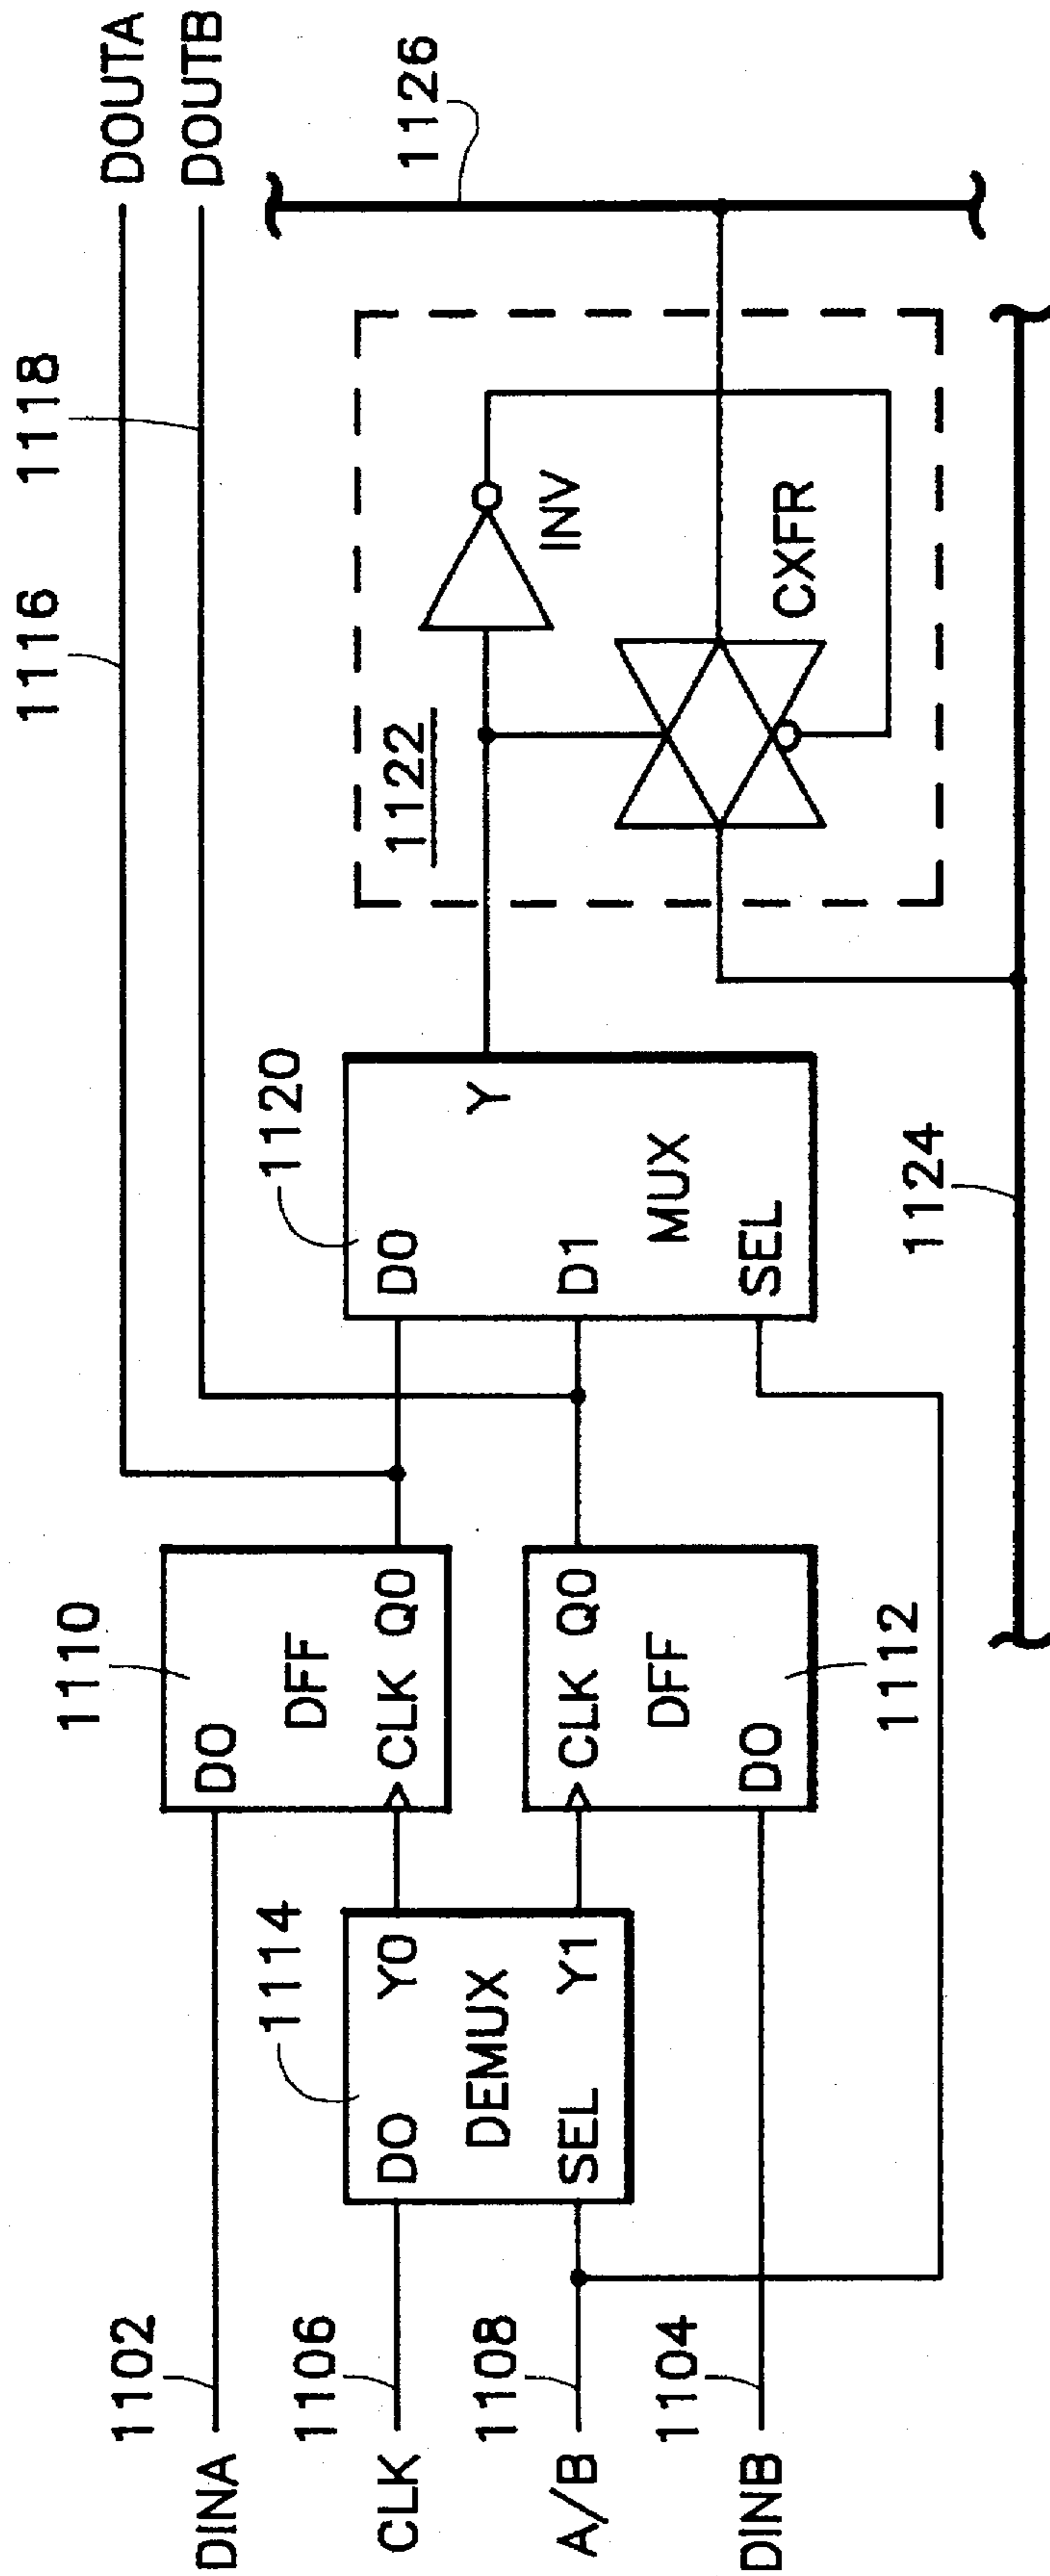 1116
1118
DOUTA
DOUTB
1126
1102
DINA
1106
CLK
1108
A/B
1104
DINB
1114
DO
Y0
DEMUX
SEL
Y1
1110
DO
DFF
CLK
Q0
CLK
Q0
DFF
DO
1112
1120
DO
Y
D1
MUX
SEL
1122
INV
CXFR
1124